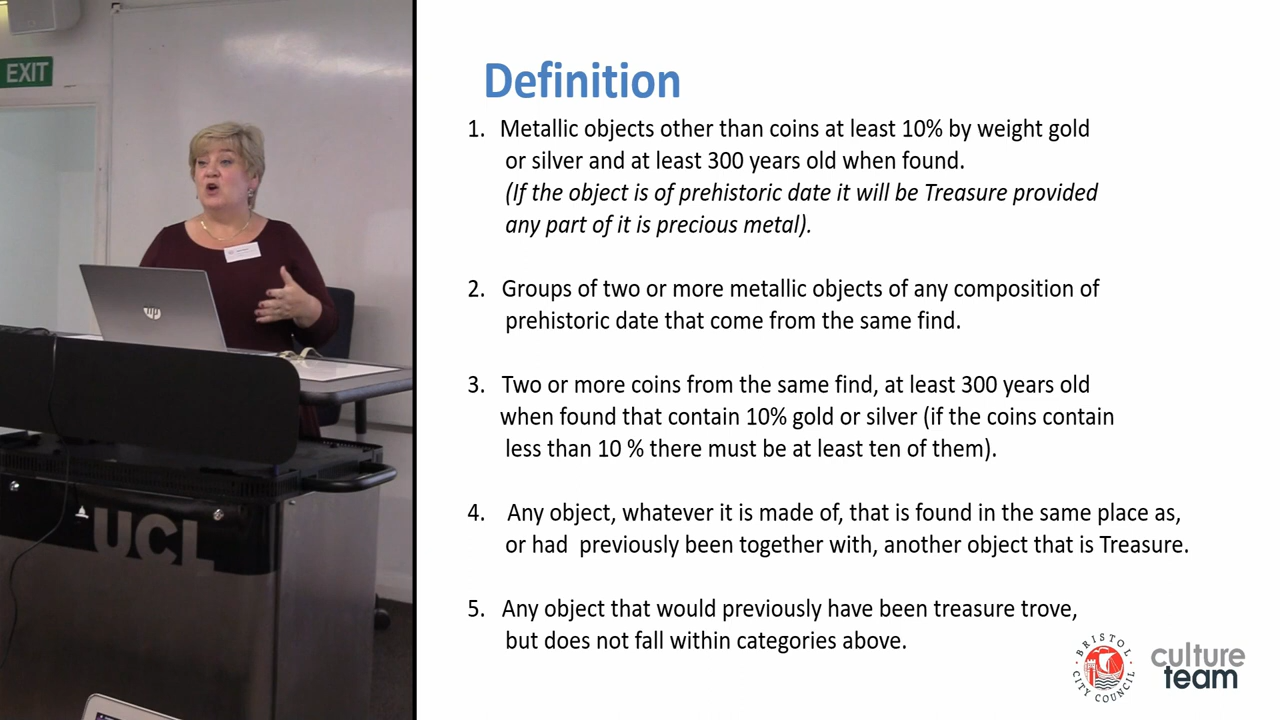 EXIT
hp
UCL
Definition
1. Metallic objects other than coins at least 10% by weight gold
or silver and at least 300 years old when found.
(If the object is of prehistoric date it will be Treasure provided
any part of it is precious metal).
2. Groups of two or more metallic objects of any composition of
prehistoric date that come from the same find.
3. Two or more coins from the same find, at least 300 years old
when found that contain 10% gold or silver (if the coins contain
less than 10 % there must be at least ten of them).
4. Any object, whatever it is made of, that is found in the same place as,
or had previously been together with, another object that is Treasure.
5. Any object that would previously have been treasure trove,
but does not fall within categories above.
BRISTOL
CITY COUNCIL
culture
team